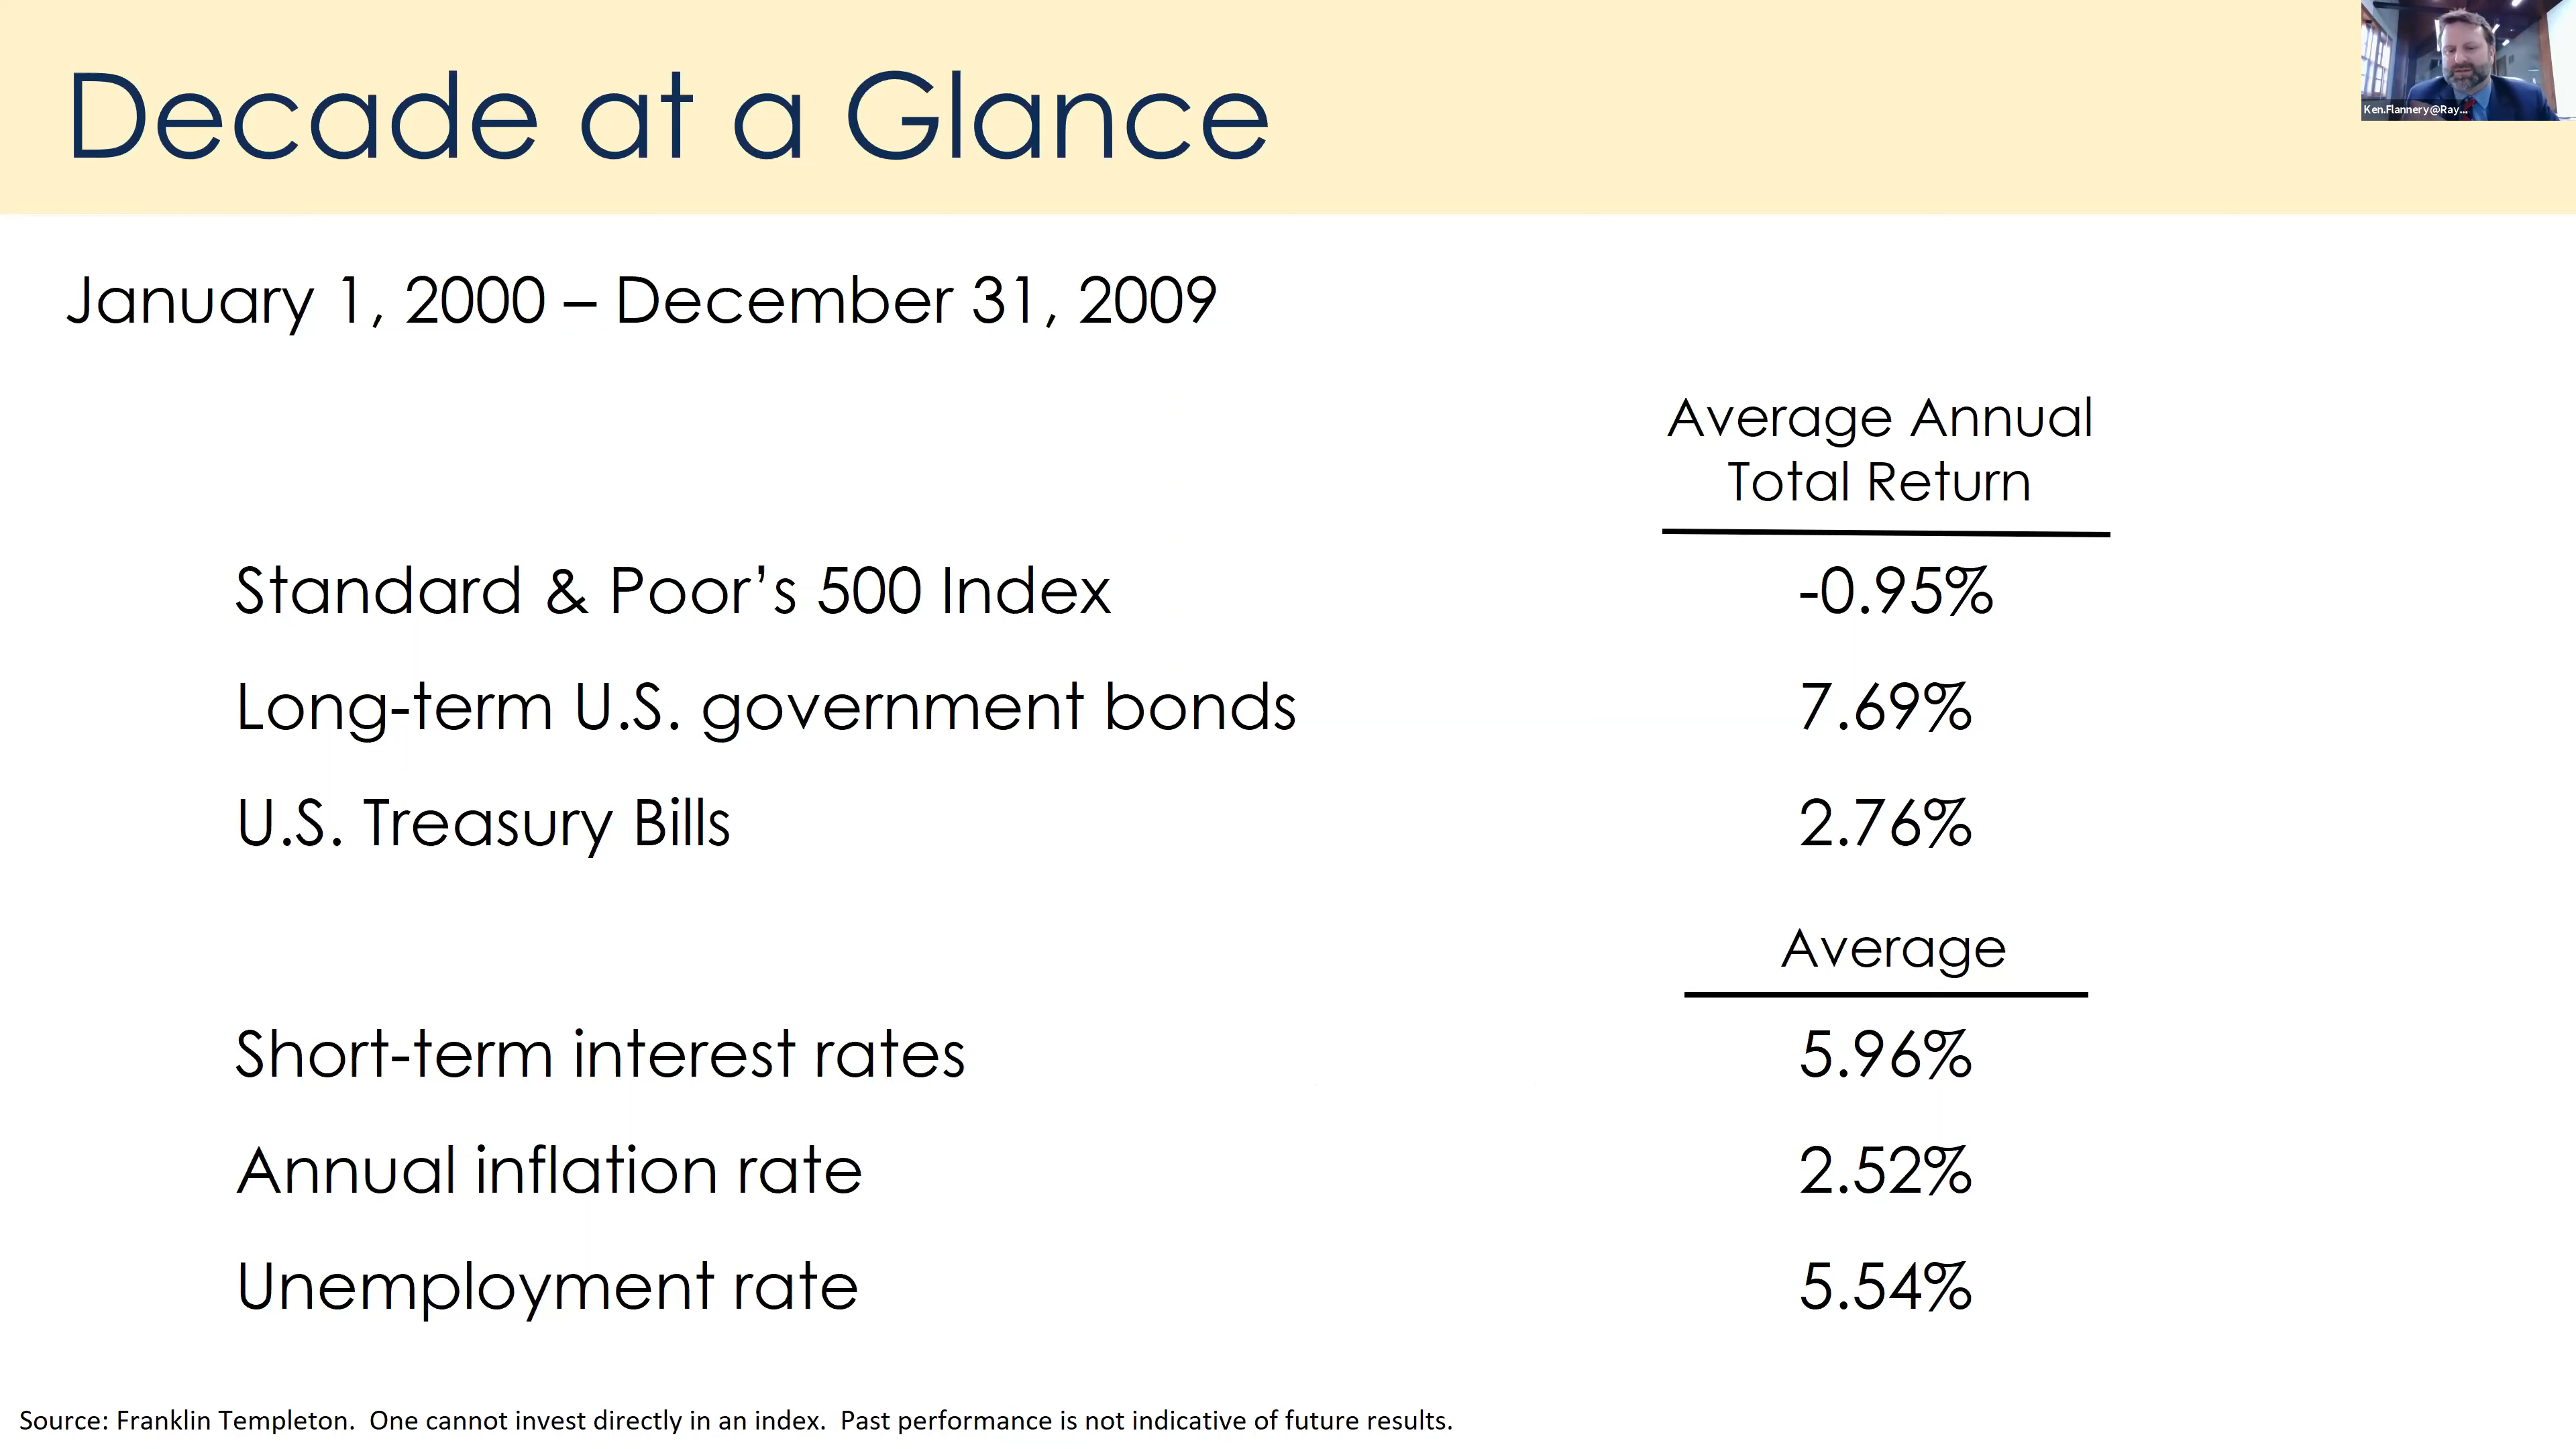 Decade at a Glance
Ken.Flannery@Ray...
January 1, 2000 – December 31, 2009
Average Annual
Total Return
Standard & Poor’s 500 Index -0.95%
Long-term U.S. government bonds 7.69%
U.S. Treasury Bills 2.76%
Average
Short-term interest rates 5.96%
Annual inflation rate 2.52%
Unemployment rate 5.54%
Source: Franklin Templeton.  One cannot invest directly in an index.  Past performance is not indicative of future results.